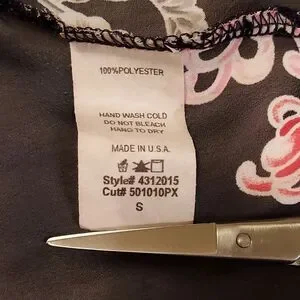 100%POLYESTER
HAND WASH COLD
DO NOT BLEACH
HANG TO DRY
MADE IN U.S.A.
Style# 4312015
Cut# 501010PX
S